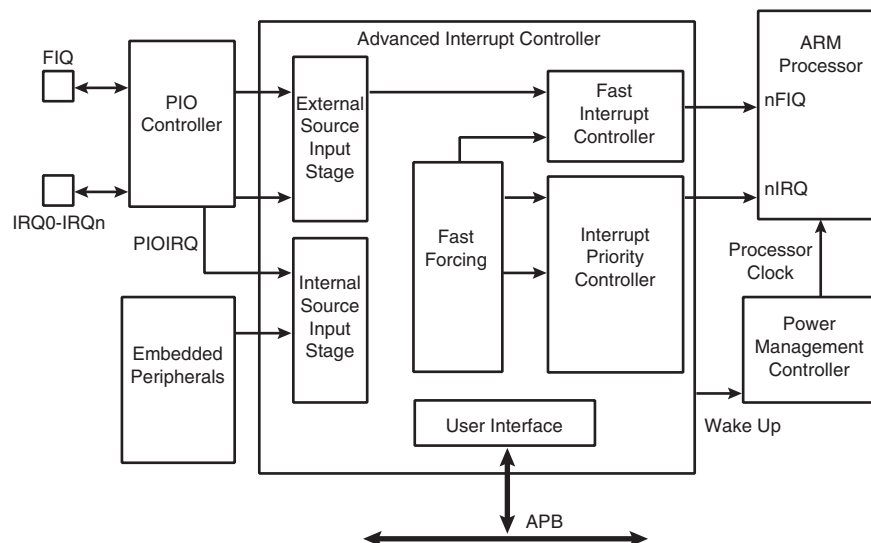 Advanced Interrupt Controller
FIQ
PIO
Controller
External
Source
Input
Stage
Fast
Interrupt
Controller
ARM
Processor
nFIQ
nIRQ
IRQ0-IRQn
PIOIRQ
Fast
Forcing
Interrupt
Priority
Controller
Processor
Clock
Internal
Source
Input
Stage
Embedded
Peripherals
Power
Management
Controller
User Interface
Wake Up
APB